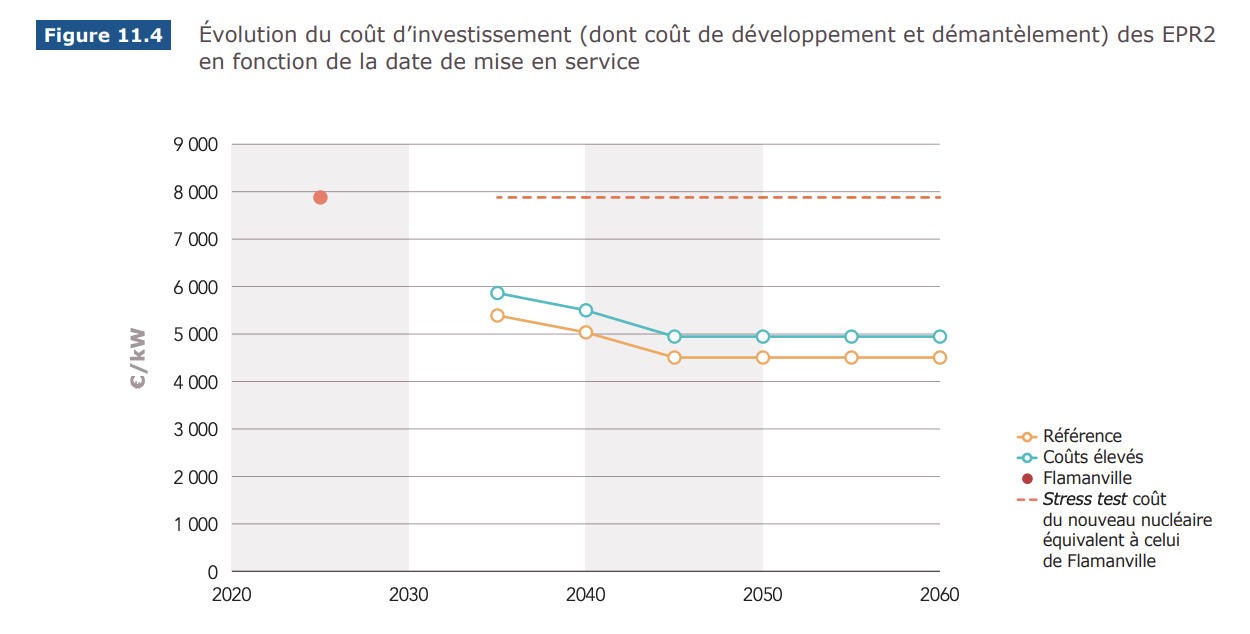 Figure 11.4
Évolution du coût d’investissement (dont coût de développement et démantèlement) des EPR2
en fonction de la date de mise en service
9 000
8 000
7 000
6 000
5 000
4 000
3 000
2 000
1 000
0
€/kW
2020
2030
2040
2050
2060
Référence
Coûts élevés
Flamanville
Stress test coût
du nouveau nucléaire
équivalent à celui
de Flamanville